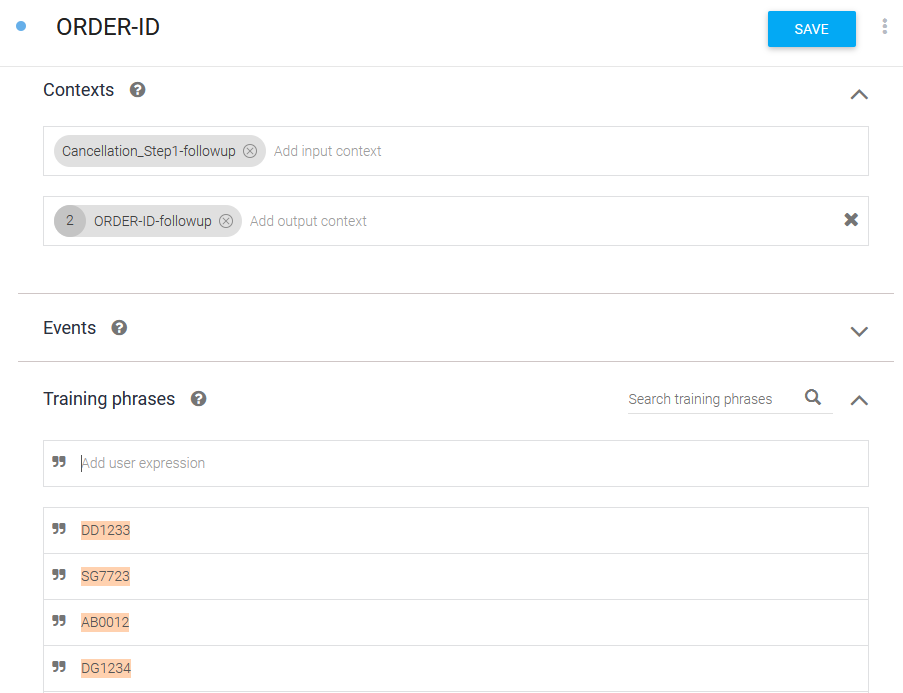 ORDER-ID
SAVE
Contexts ?
Cancellation_Step1-followup Add input context
2 ORDER-ID-followup Add output context
Events ?
Training phrases ? Search training phrases
Add user expression
DD1233
SG7723
AB0012
DG1234